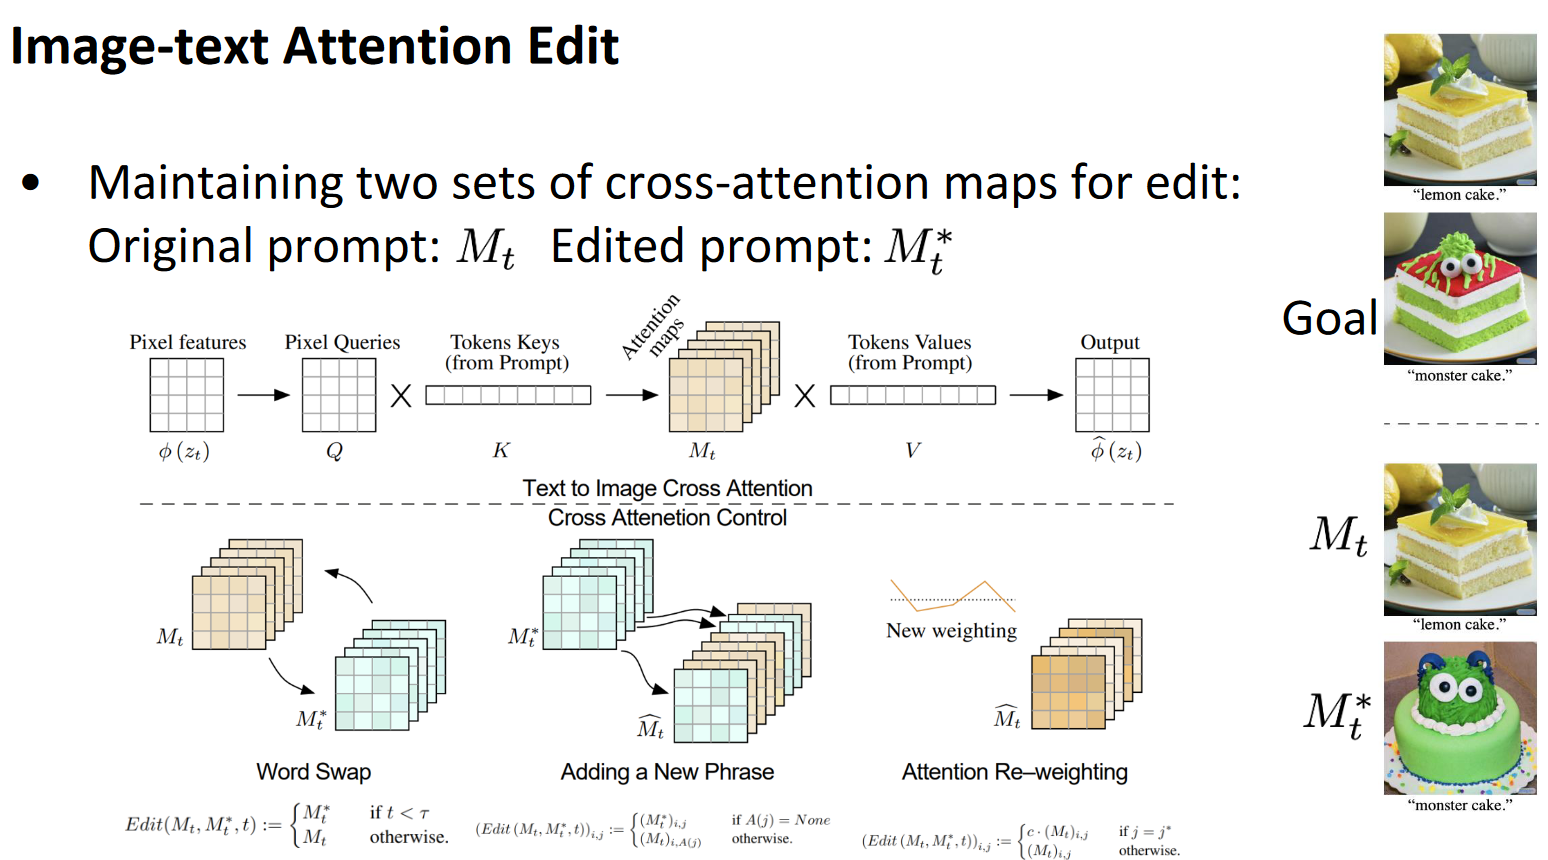 Image-text Attention Edit
• Maintaining two sets of cross-attention maps for edit:
Original prompt: M_t Edited prompt: M_t^*
"lemon cake."
Goal
"monster cake."
Pixel features
Pixel Queries
Tokens Keys
(from Prompt)
Attention
maps
Tokens Values
(from Prompt)
Output
X
X
ϕ(z_t)
Q
K
M_t
V
ϕ̂(z_t)
Text to Image Cross Attention
Cross Attenetion Control
M_t
M_t^*
M_t^*
M̂_t
New weighting
M̂_t
Word Swap
Adding a New Phrase
Attention Re–weighting
Edit(M_t, M_t^*, t) := { M_t^* if t < τ
M_t otherwise.
(Edit (M_t, M_t^*, t))_{i,j} := { (M_t^*)_{i,j} if A(j) = None
(M_t)_{i,A(j)} otherwise.
(Edit (M_t, M_t^*, t))_{i,j} := { c · (M_t)_{i,j} if j = j^*
(M_t)_{i,j} otherwise.
M_t
"lemon cake."
M_t^*
"monster cake."